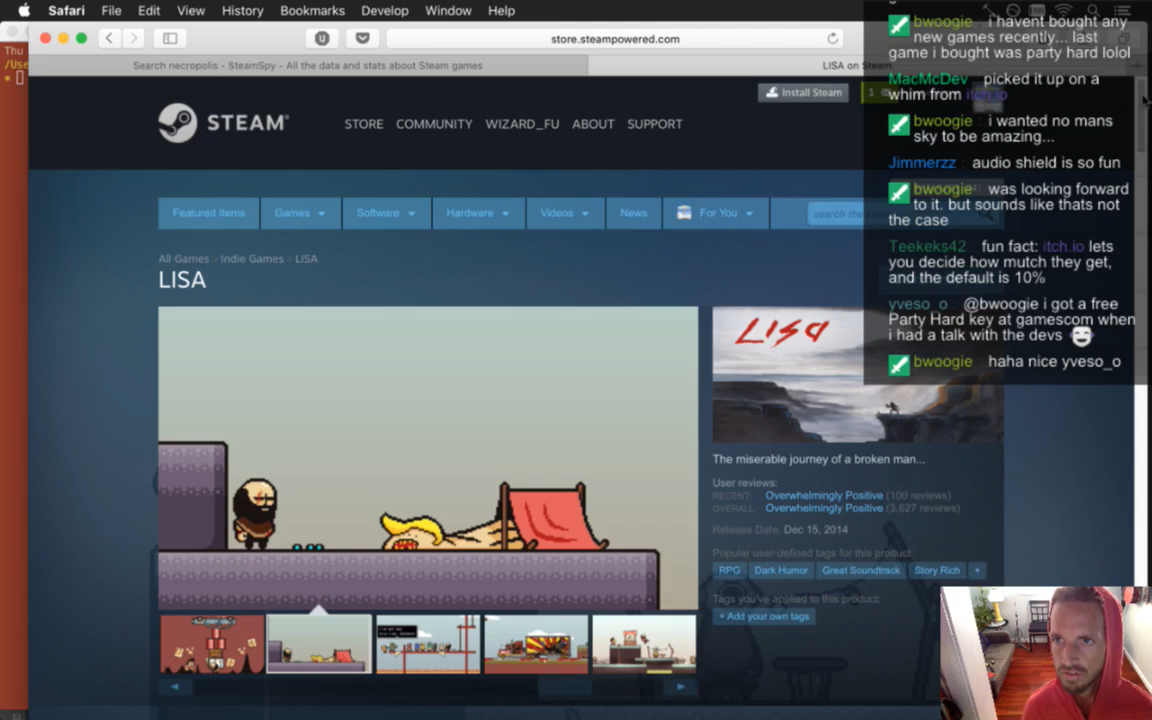 Safari File Edit View History Bookmarks Develop Window Help
store.steampowered.com
Search necropolis - SteamSpy - All the data and stats about Steam games
LISA on Steam
Thu
/Use
*
Install Steam
1
STEAM
STORE COMMUNITY WIZARD_FU ABOUT SUPPORT
Featured Items Games Software Hardware Videos News For You search the
All Games > Indie Games > LISA
LISA
LISA
The miserable journey of a broken man...
User reviews:
RECENT: Overwhelmingly Positive (100 reviews)
OVERALL: Overwhelmingly Positive (3,627 reviews)
Release Date: Dec 15, 2014
Popular user-defined tags for this product:
RPG Dark Humor Great Soundtrack Story Rich +
Tags you've applied to this product:
+ Add your own tags
bwoogie i havent bought any
new games recently... last
game i bought was party hard lolol
MacMcDev picked it up on a
whim from itch.io
bwoogie i wanted no mans
sky to be amazing...
Jimmerzz audio shield is so fun
bwoogie was looking forward
to it. but sounds like thats not
the case
Teekeks42 fun fact: itch.io lets
you decide how mutch they get,
and the default is 10%
yveso_o @bwoogie i got a free
Party Hard key at gamescom when
i had a talk with the devs
bwoogie haha nice yveso_o